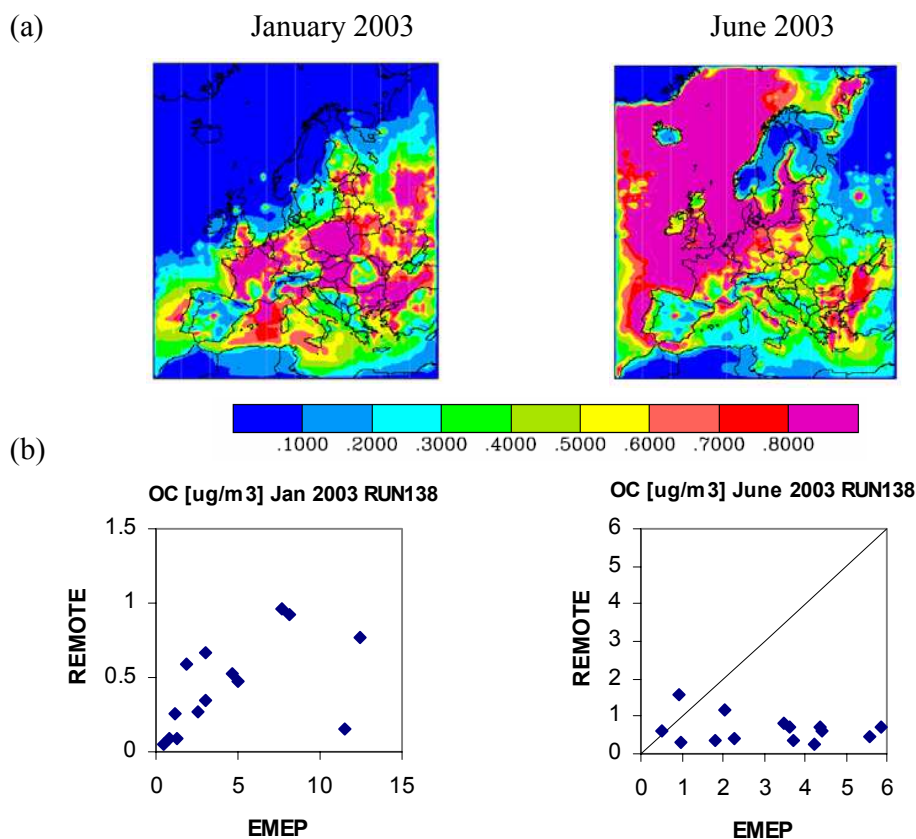 (a)
January 2003
June 2003
.1000 .2000 .3000 .4000 .5000 .6000 .7000 .8000
(b)
OC [ug/m3] Jan 2003 RUN138
1.5
1
0.5
0
REMOTE
0 5 10 15
EMEP
OC [ug/m3] June 2003 RUN138
6
5
4
3
2
1
0
REMOTE
0 1 2 3 4 5 6
EMEP